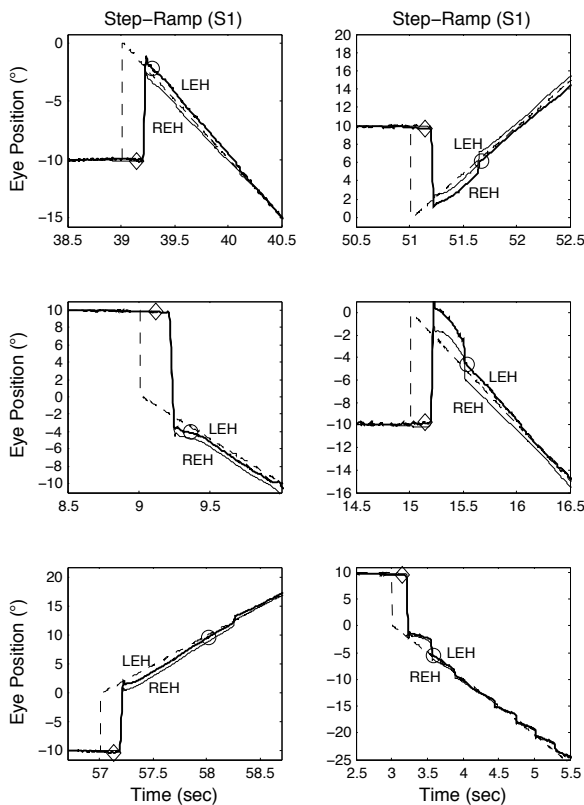 Step−Ramp (S1)
Step−Ramp (S1)
Eye Position (°)
0
−5
−10
−15
LEH
REH
38.5 39 39.5 40 40.5
20
18
16
14
12
10
8
6
4
2
0
LEH
REH
50.5 51 51.5 52 52.5
Eye Position (°)
10
8
6
4
2
0
−2
−4
−6
−8
−10
LEH
REH
8.5 9 9.5
0
−2
−4
−6
−8
−10
−12
−14
−16
LEH
REH
14.5 15 15.5 16 16.5
Eye Position (°)
20
15
10
5
0
−5
−10
LEH
REH
57 57.5 58 58.5
Time (sec)
10
5
0
−5
−10
−15
−20
−25
LEH
REH
2.5 3 3.5 4 4.5 5 5.5
Time (sec)